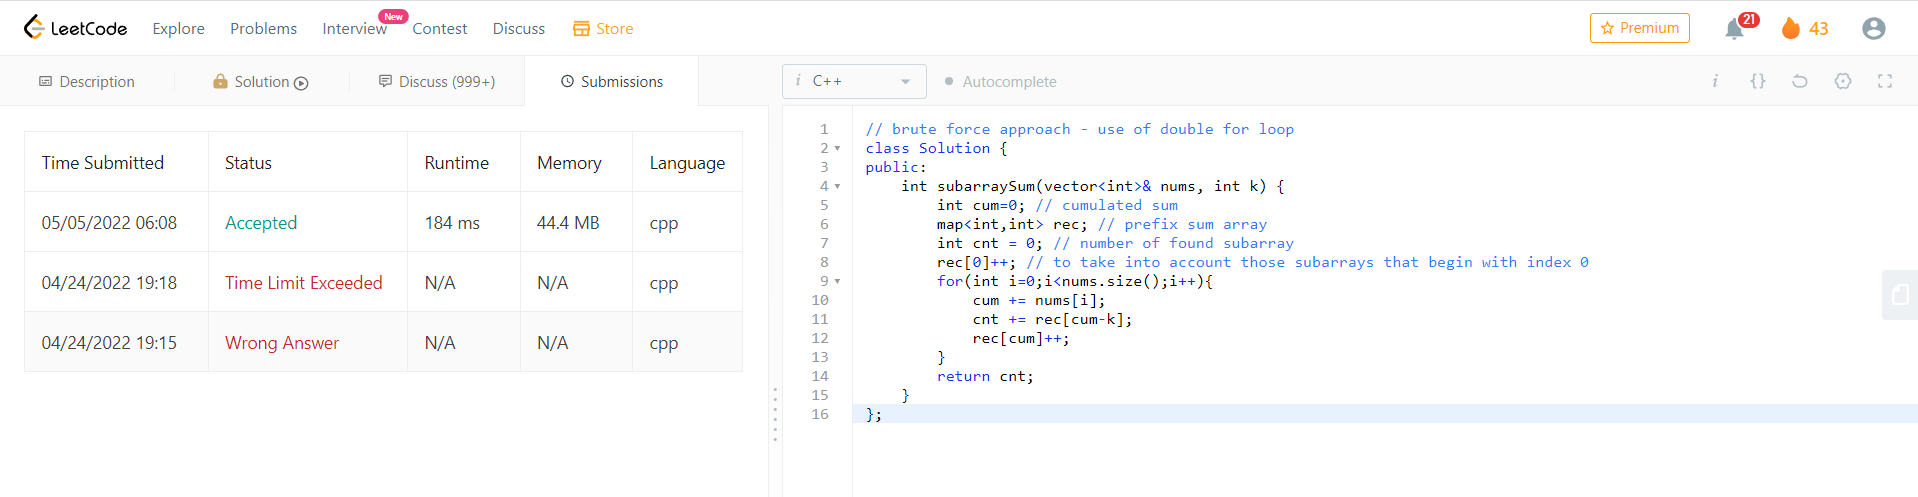 LeetCode Explore Problems Interview New Contest Discuss Store Premium 21 43
Description Solution Discuss (999+) Submissions
i C++ Autocomplete i {}
Time Submitted Status Runtime Memory Language
05/05/2022 06:08 Accepted 184 ms 44.4 MB cpp
04/24/2022 19:18 Time Limit Exceeded N/A N/A cpp
04/24/2022 19:15 Wrong Answer N/A N/A cpp
1 // brute force approach - use of double for loop
2 class Solution {
3 public:
4     int subarraySum(vector<int>& nums, int k) {
5         int cum=0; // cumulated sum
6         map<int,int> rec; // prefix sum array
7         int cnt = 0; // number of found subarray
8         rec[0]++; // to take into account those subarrays that begin with index 0
9         for(int i=0;i<nums.size();i++){
10             cum += nums[i];
11             cnt += rec[cum-k];
12             rec[cum]++;
13         }
14         return cnt;
15     }
16 };